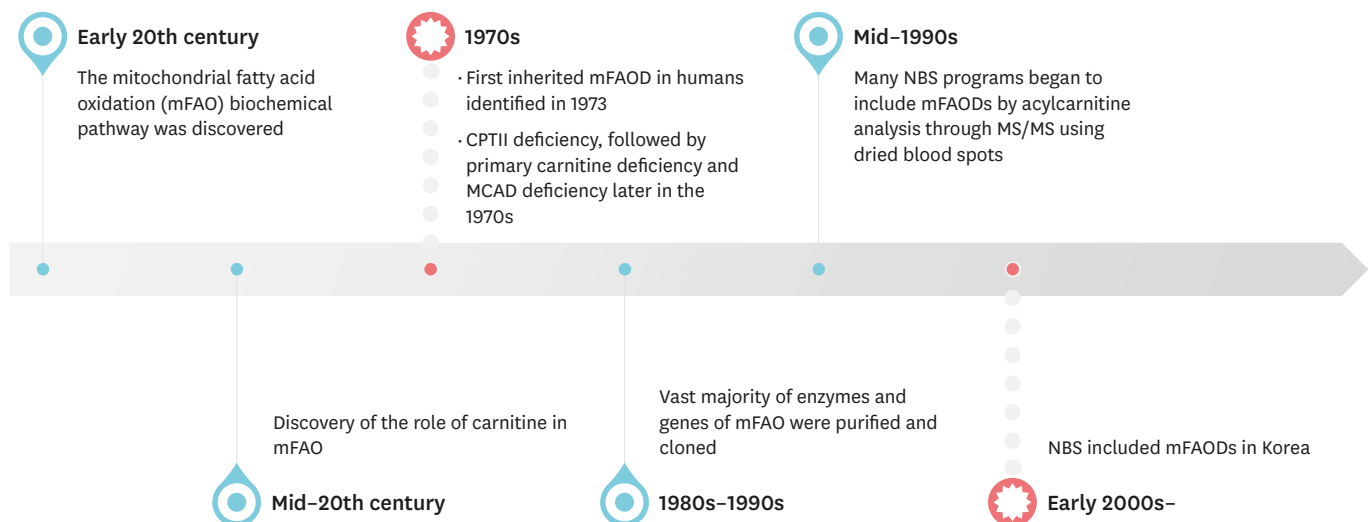 Early 20th century
The mitochondrial fatty acid
oxidation (mFAO) biochemical
pathway was discovered
1970s
· First inherited mFAOD in humans
identified in 1973
· CPTII deficiency, followed by
primary carnitine deficiency and
MCAD deficiency later in the
1970s
Mid–1990s
Many NBS programs began to
include mFAODs by acylcarnitine
analysis through MS/MS using
dried blood spots
Discovery of the role of carnitine in
mFAO
Mid–20th century
Vast majority of enzymes and
genes of mFAO were purified and
cloned
1980s–1990s
NBS included mFAODs in Korea
Early 2000s–